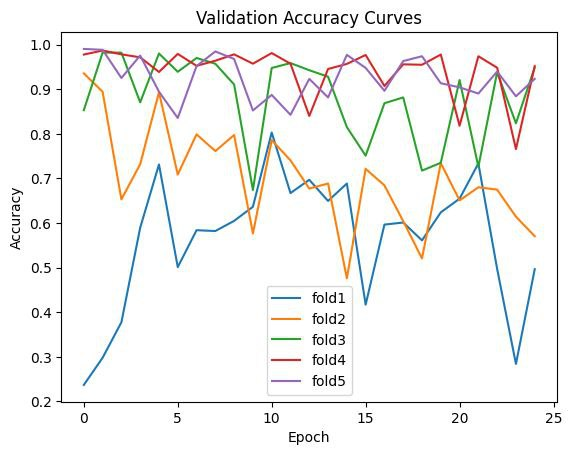 Validation Accuracy Curves
1.0
0.9
0.8
0.7
0.6
0.5
0.4
0.3
0.2
Accuracy
fold1
fold2
fold3
fold4
fold5
0 5 10 15 20 25
Epoch